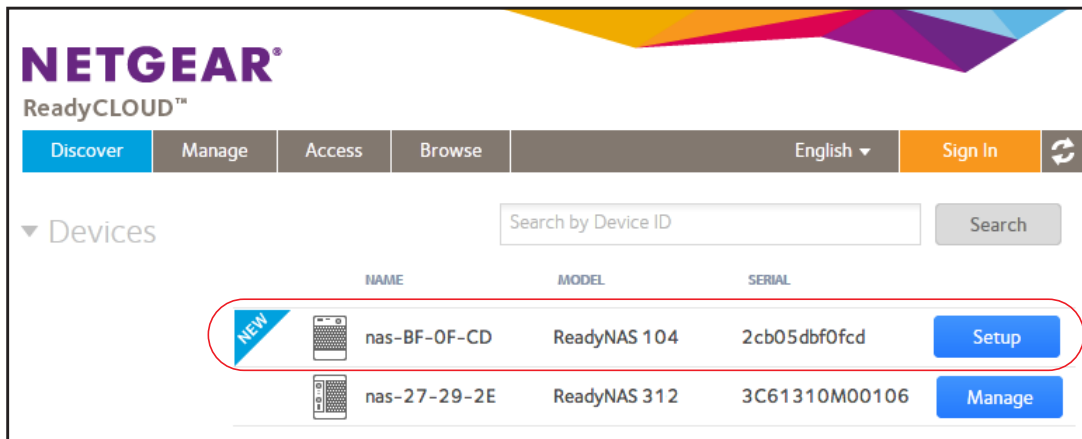 NETGEAR®
ReadyCLOUD™
Discover Manage Access Browse English Sign In
Devices Search by Device ID Search
NAME MODEL SERIAL
NEW nas-BF-0F-CD ReadyNAS 104 2cb05dbf0fcd Setup
nas-27-29-2E ReadyNAS 312 3C61310M00106 Manage